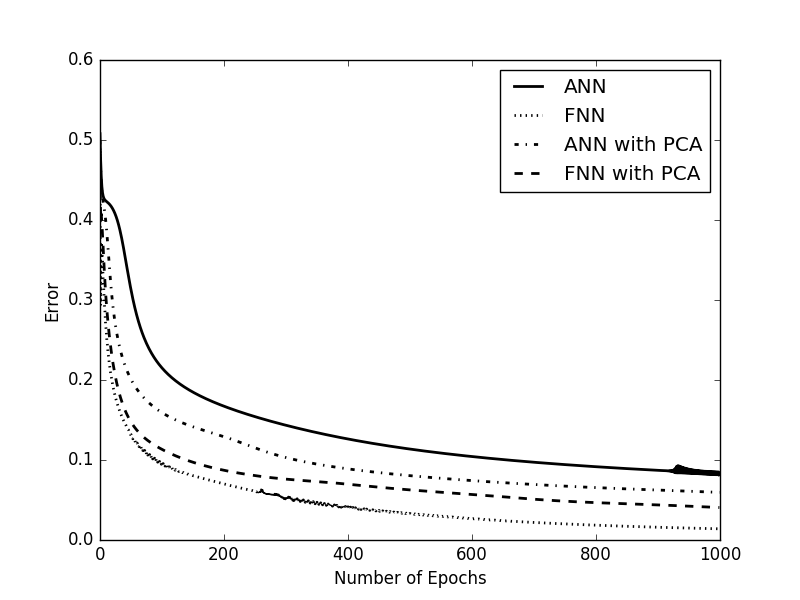 0.6
0.5
0.4
0.3
0.2
0.1
0.0
Error
0 200 400 600 800 1000
Number of Epochs
ANN
FNN
ANN with PCA
FNN with PCA